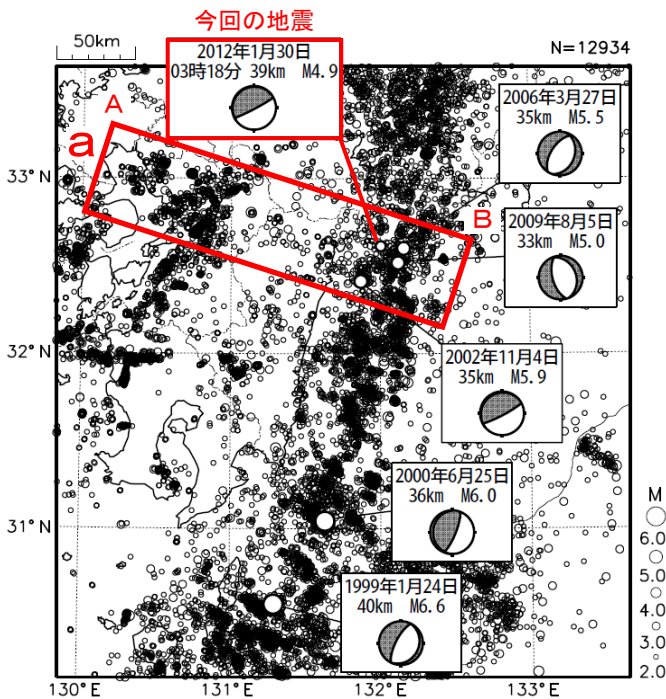 今回の地震
50km
N=12934
2012年1月30日
03時18分 39km M4.9
2006年3月27日
35km M5.5
A
a
33°N
B
2009年8月5日
33km M5.0
32°N
2002年11月4日
35km M5.9
2000年6月25日
36km M6.0
31°N
M
6.0
5.0
4.0
3.0
2.0
1999年1月24日
40km M6.6
130°E
131°E
132°E
133°E